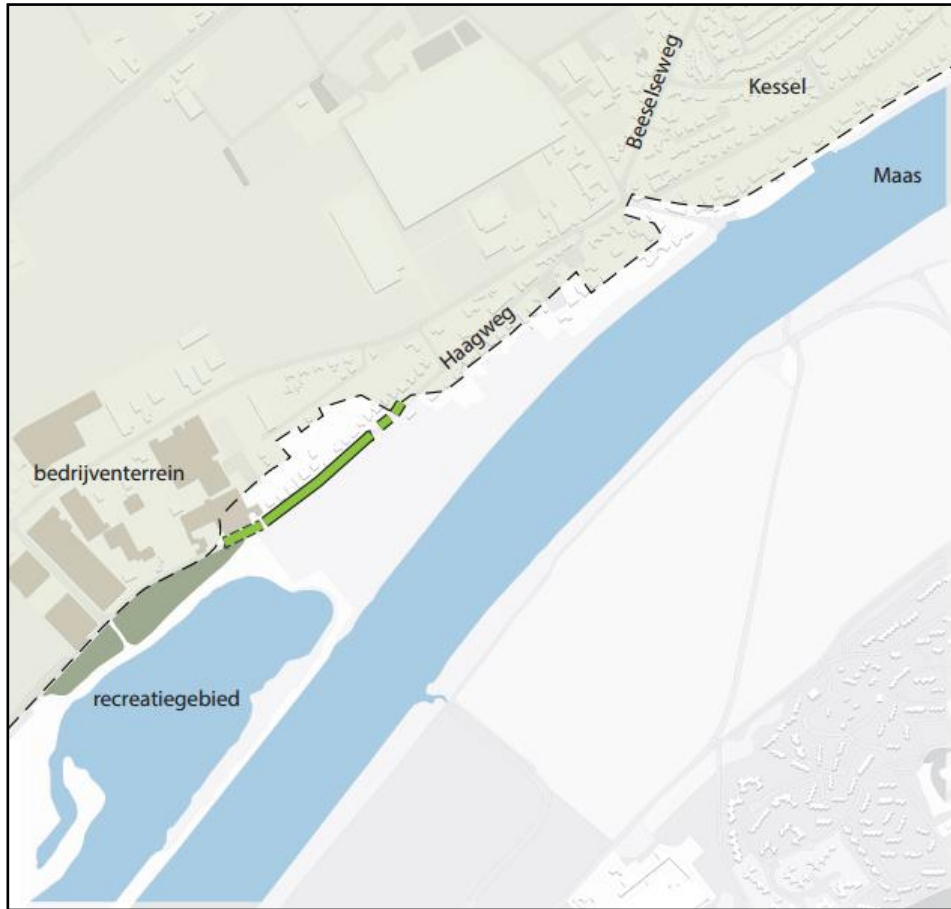 Beeselseweg
Kessel
Maas
Haagweg
bedrijventerrein
recreatiegebied